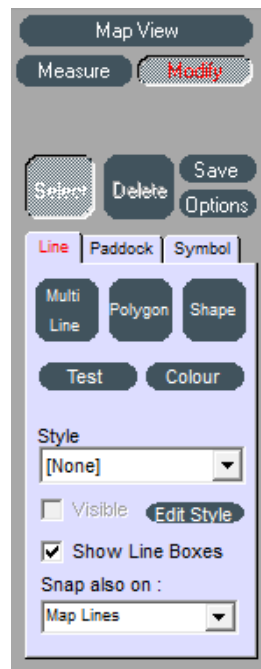 Map View
Measure Modify
Select Delete Save
Options
Line Paddock Symbol
Multi
Line Polygon Shape
Test Colour
Style
[None]
Visible Edit Style
Show Line Boxes
Snap also on :
Map Lines